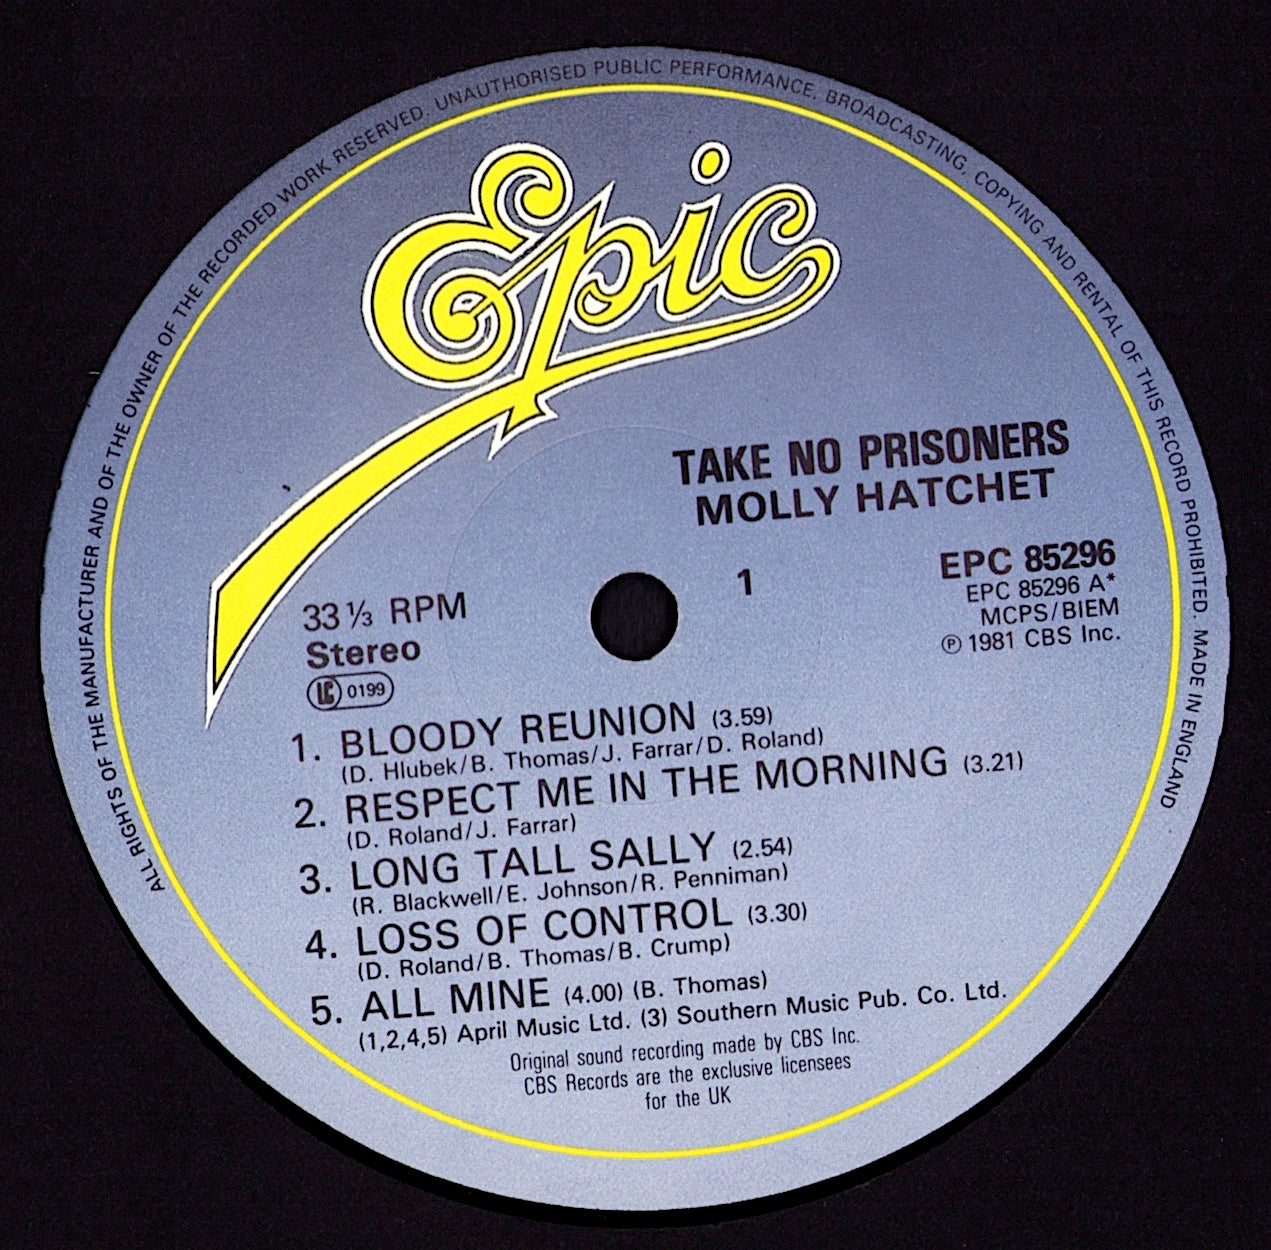 ALL RIGHTS OF THE MANUFACTURER AND OF THE OWNER OF THE RECORDED WORK RESERVED. UNAUTHORISED PUBLIC PERFORMANCE, BROADCASTING, COPYING AND RENTAL OF THIS RECORD PROHIBITED. MADE IN ENGLAND
Epic
TAKE NO PRISONERS
MOLLY HATCHET
1
EPC 85296
EPC 85296 A*
MCPS/BIEM
℗ 1981 CBS Inc.
33 ⅓ RPM
Stereo
LC 0199
1. BLOODY REUNION (3.59)
(D. Hlubek/B. Thomas/J. Farrar/D. Roland)
2. RESPECT ME IN THE MORNING (3.21)
(D. Roland/J. Farrar)
3. LONG TALL SALLY (2.54)
(R. Blackwell/E. Johnson/R. Penniman)
4. LOSS OF CONTROL (3.30)
(D. Roland/B. Thomas/B. Crump)
5. ALL MINE (4.00) (B. Thomas)
(1,2,4,5) April Music Ltd. (3) Southern Music Pub. Co. Ltd.
Original sound recording made by CBS Inc.
CBS Records are the exclusive licensees
for the UK